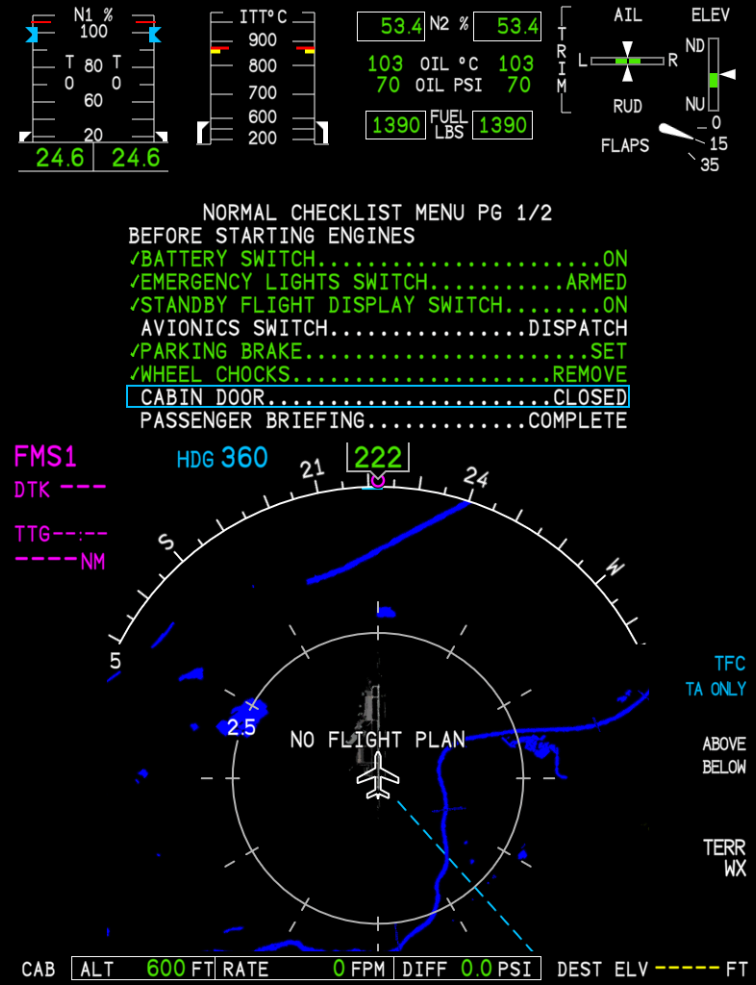 N1 %
100
80
60
20
T O
T O
24.6 24.6
ITT°C
900
800
700
600
200
53.4 N2 % 53.4
103 OIL °C 103
70 OIL PSI 70
1390 FUEL LBS 1390
TRIM
AIL
L R
RUD
ELEV
ND
NU
FLAPS
0
15
35
NORMAL CHECKLIST MENU PG 1/2
BEFORE STARTING ENGINES
✓BATTERY SWITCH........................ON
✓EMERGENCY LIGHTS SWITCH...........ARMED
✓STANDBY FLIGHT DISPLAY SWITCH........ON
AVIONICS SWITCH................DISPATCH
✓PARKING BRAKE.......................SET
✓WHEEL CHOCKS.....................REMOVE
CABIN DOOR.......................CLOSED
PASSENGER BRIEFING.............COMPLETE
FMS1
DTK ---
TTG--:--
----NM
HDG 360
222
5
S
21
24
W
2.5
NO FLIGHT PLAN
TFC
TA ONLY
ABOVE
BELOW
TERR
WX
CAB ALT 600 FT RATE 0 FPM DIFF 0.0 PSI DEST ELV ----- FT